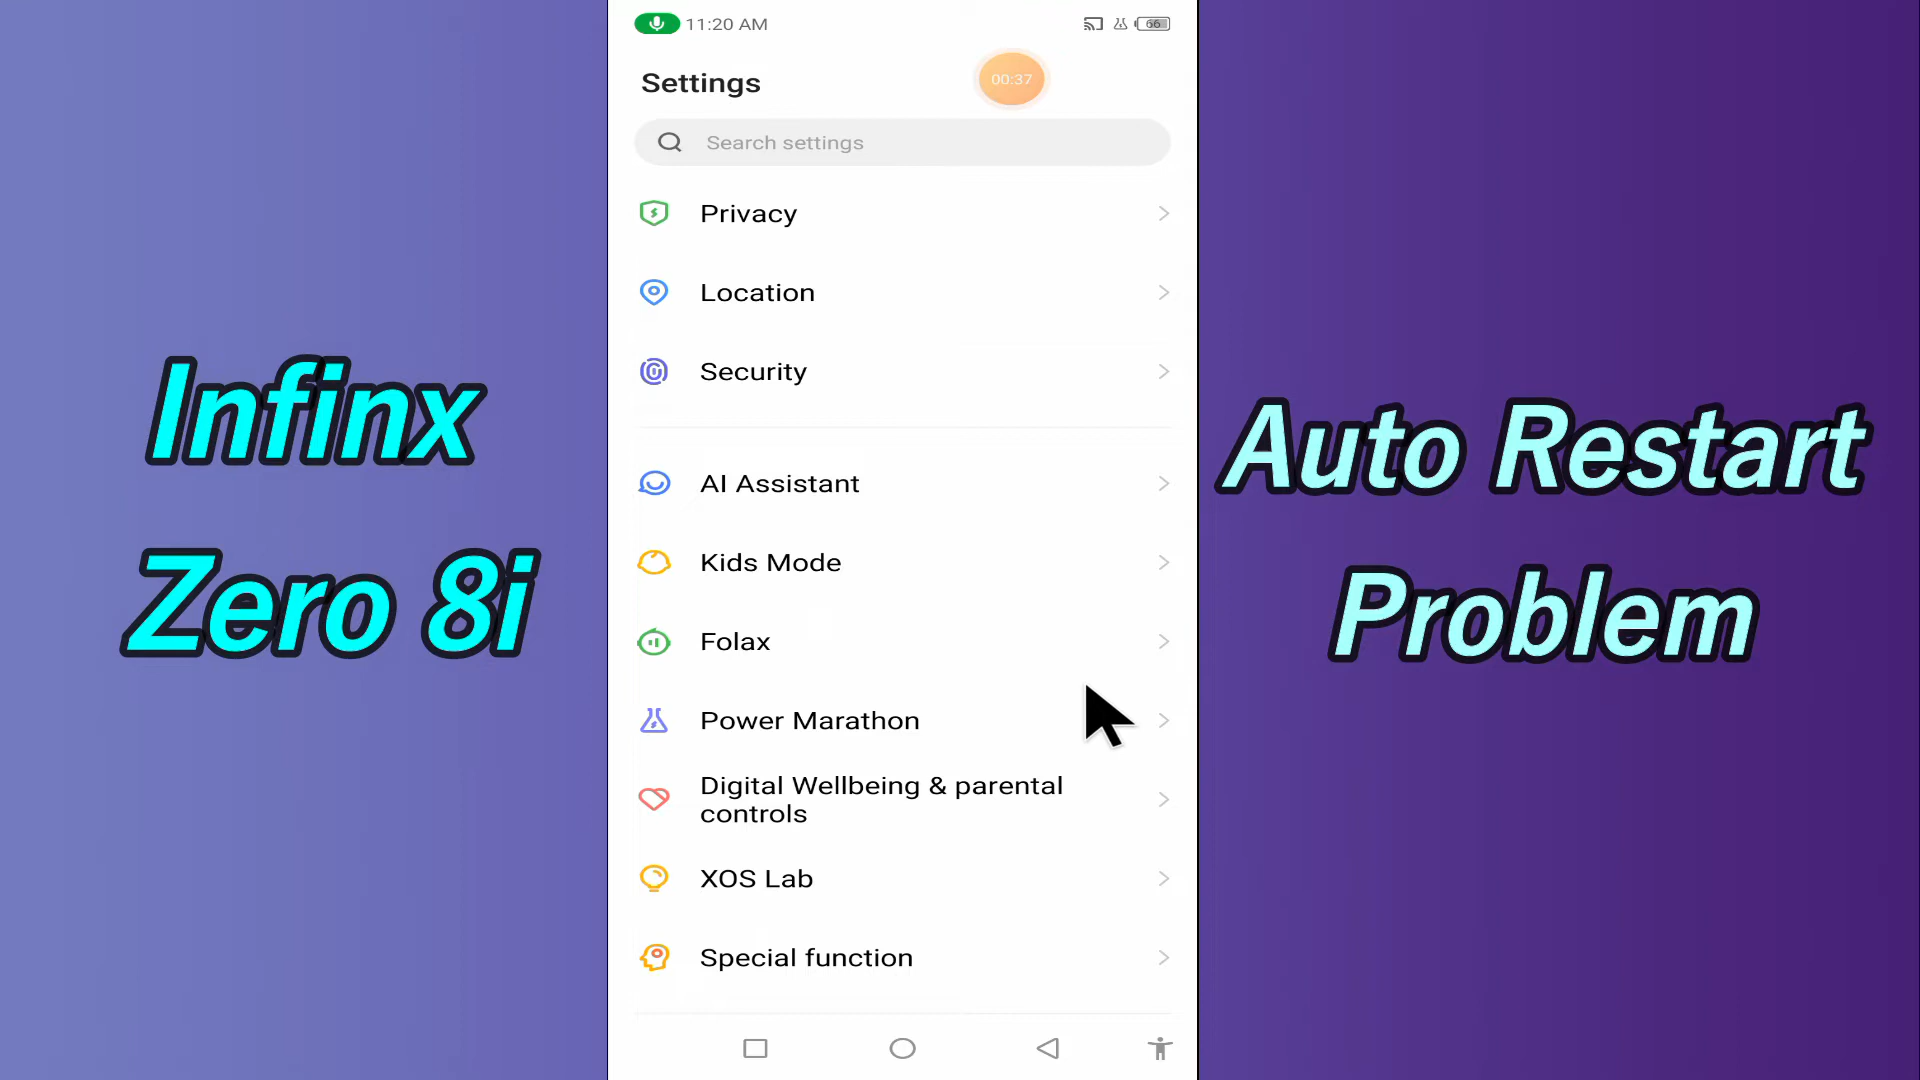 11:20 AM
66
Settings
00:37
Search settings
Privacy
Location
Security
AI Assistant
Kids Mode
Folax
Power Marathon
Digital Wellbeing & parental
controls
XOS Lab
Special function
Infinx
Zero 8i
Auto Restart
Problem